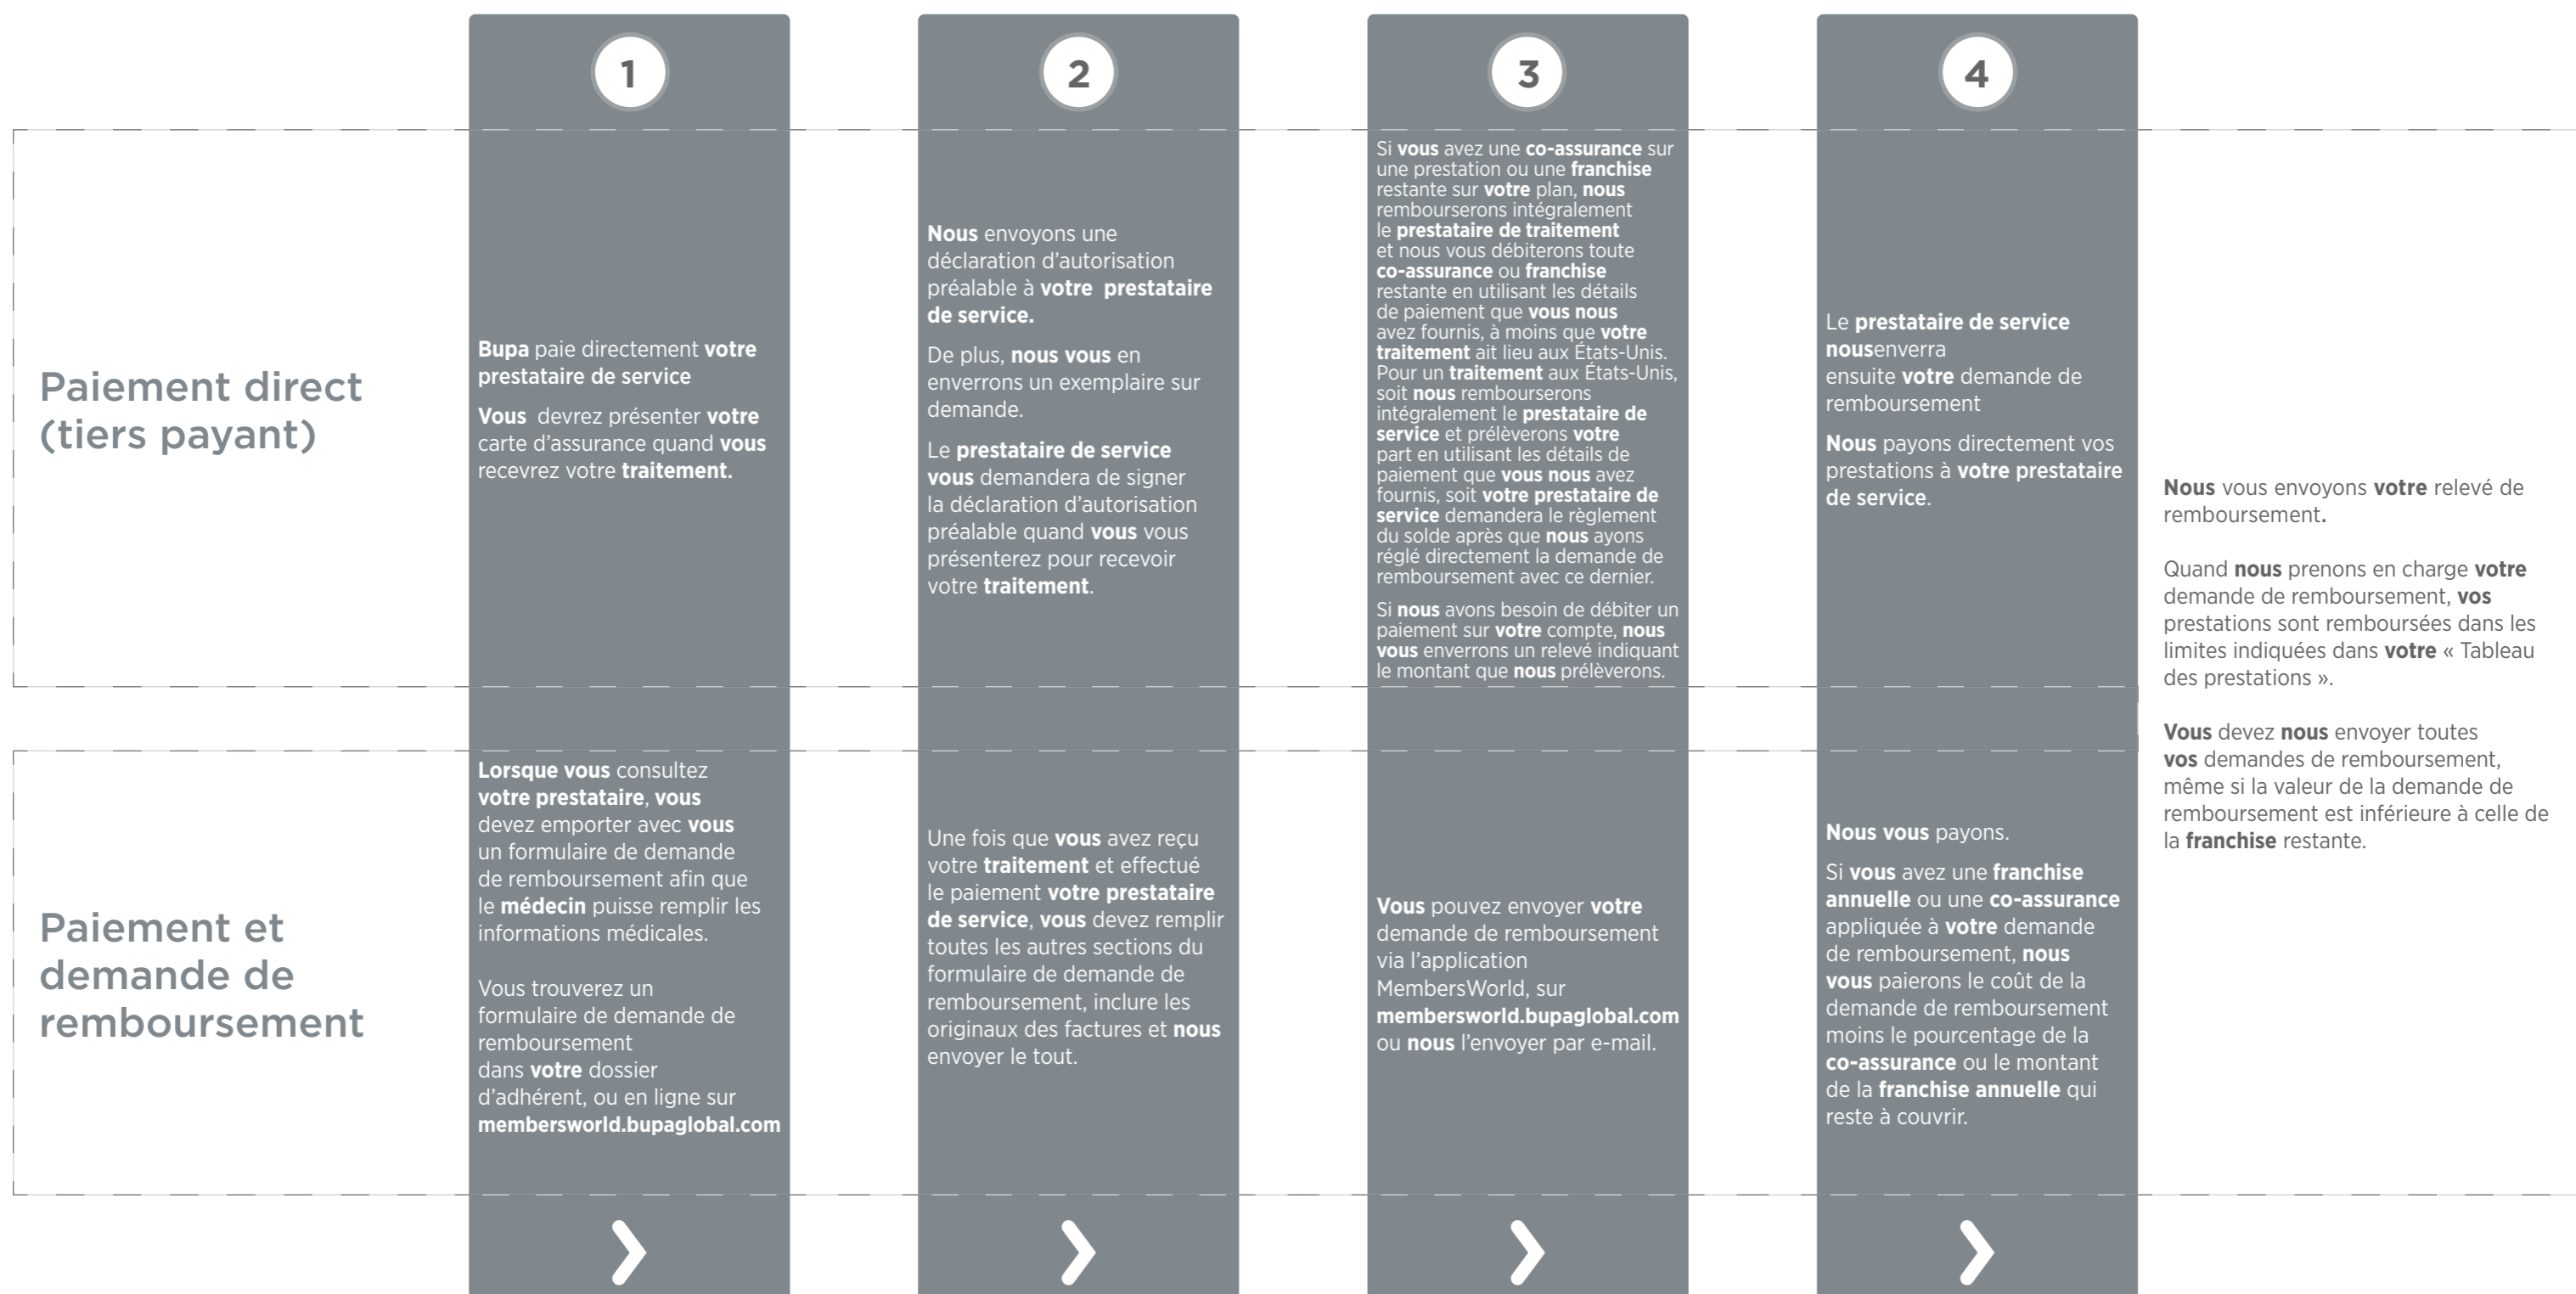 1
2
3
4
Paiement direct
(tiers payant)
Bupa paie directement votre
prestataire de service
Vous devrez présenter votre
carte d'assurance quand vous
recevrez votre traitement.
Nous envoyons une
déclaration d'autorisation
préalable à votre prestataire
de service.
De plus, nous vous en
enverrons un exemplaire sur
demande.
Le prestataire de service
vous demandera de signer
la déclaration d'autorisation
préalable quand vous vous
présenterez pour recevoir
votre traitement.
Si vous avez une co-assurance sur
une prestation ou une franchise
restante sur votre plan, nous
rembourserons intégralement
le prestataire de traitement
et nous vous débiterons toute
co-assurance ou franchise
restante en utilisant les détails
de paiement que vous nous
avez fournis, à moins que votre
traitement ait lieu aux États-Unis.
Pour un traitement aux États-Unis,
soit nous rembourserons
intégralement le prestataire de
service et prélèverons votre
part en utilisant les détails de
paiement que vous nous avez
fournis, soit votre prestataire de
service demandera le règlement
du solde après que nous ayons
réglé directement la demande de
remboursement avec ce dernier.
Si nous avons besoin de débiter un
paiement sur votre compte, nous
vous enverrons un relevé indiquant
le montant que nous prélèverons.
Le prestataire de service
nousenverra
ensuite votre demande de
remboursement
Nous payons directement vos
prestations à votre prestataire
de service.
Paiement et
demande de
remboursement
Lorsque vous consultez
votre prestataire, vous
devez emporter avec vous
un formulaire de demande
de remboursement afin que
le médecin puisse remplir les
informations médicales.
Vous trouverez un
formulaire de demande de
remboursement
dans votre dossier
d'adhérent, ou en ligne sur
membersworld.bupaglobal.com
Une fois que vous avez reçu
votre traitement et effectué
le paiement votre prestataire
de service, vous devez remplir
toutes les autres sections du
formulaire de demande de
remboursement, inclure les
originaux des factures et nous
envoyer le tout.
Vous pouvez envoyer votre
demande de remboursement
via l'application
MembersWorld, sur
membersworld.bupaglobal.com
ou nous l'envoyer par e-mail.
Nous vous payons.
Si vous avez une franchise
annuelle ou une co-assurance
appliquée à votre demande
de remboursement, nous
vous paierons le coût de la
demande de remboursement
moins le pourcentage de la
co-assurance ou le montant
de la franchise annuelle qui
reste à couvrir.
Nous vous envoyons votre relevé de
remboursement.
Quand nous prenons en charge votre
demande de remboursement, vos
prestations sont remboursées dans les
limites indiquées dans votre « Tableau
des prestations ».
Vous devez nous envoyer toutes
vos demandes de remboursement,
même si la valeur de la demande de
remboursement est inférieure à celle de
la franchise restante.